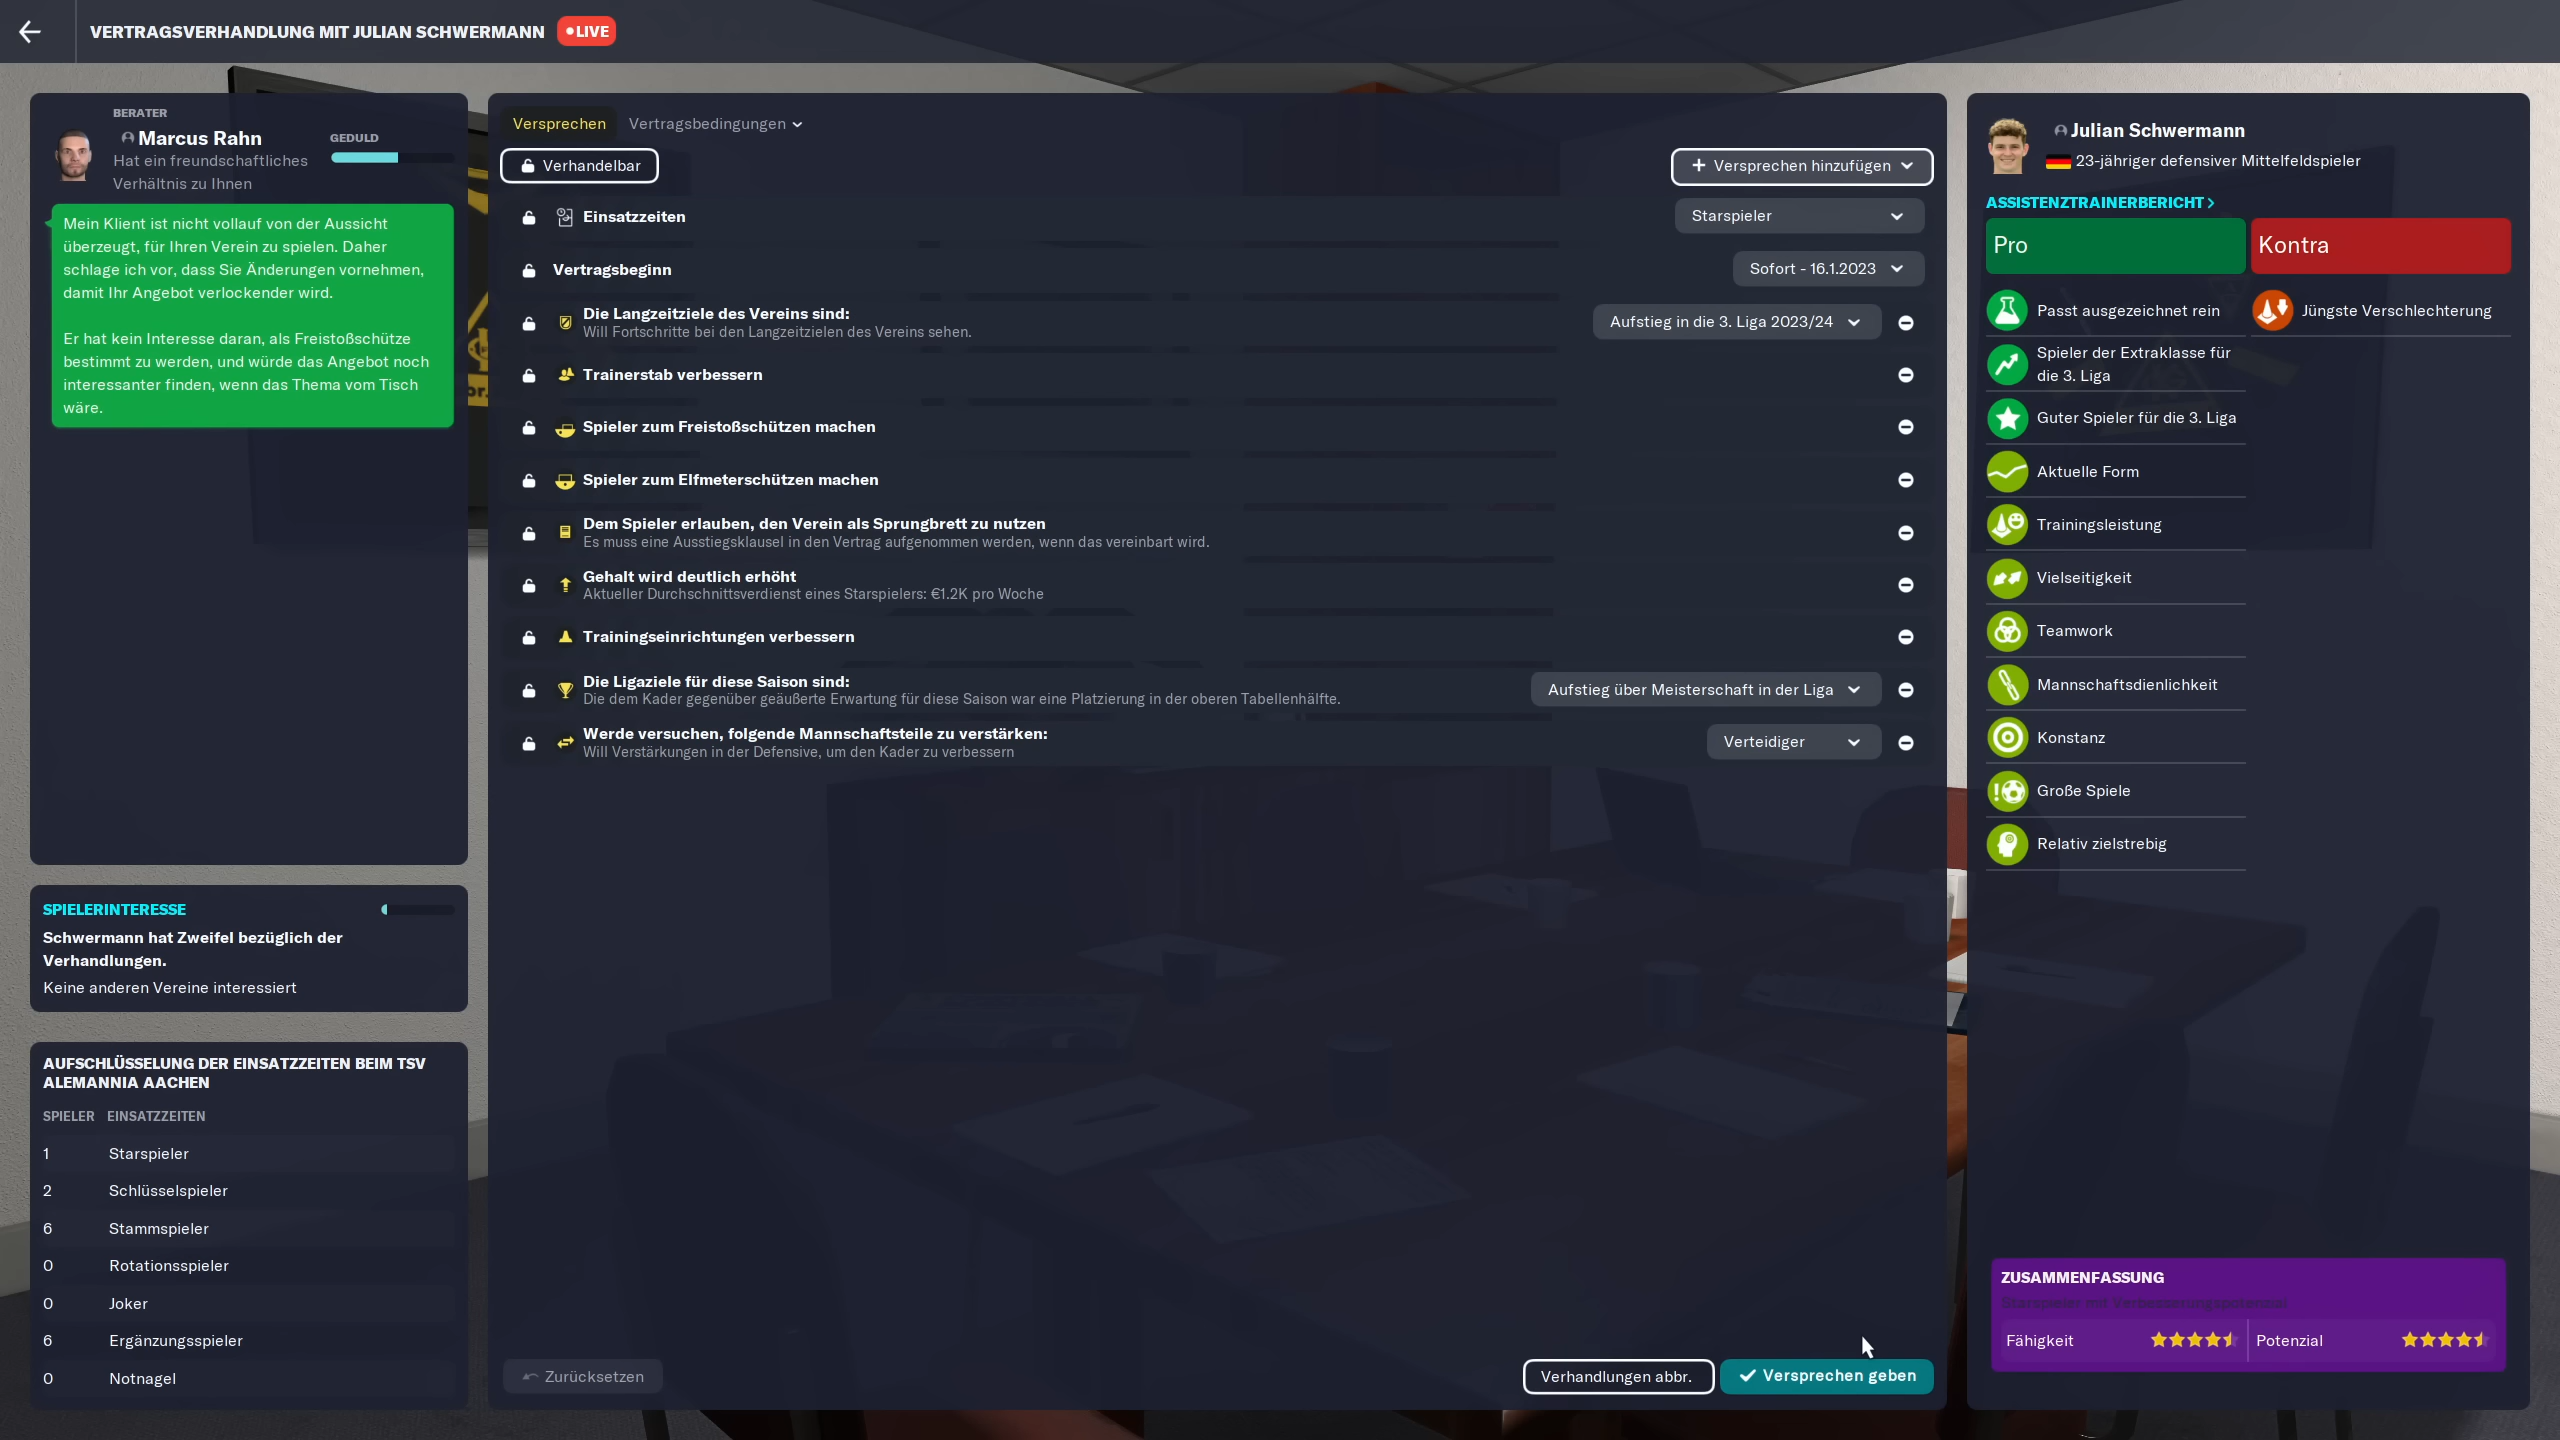 VERTRAGSVERHANDLUNG MIT JULIAN SCHWERMANN
LIVE
BERATER
Marcus Rahn
Hat ein freundschaftliches
Verhältnis zu Ihnen
GEDULD
Mein Klient ist nicht vollauf von der Aussicht
überzeugt, für Ihren Verein zu spielen. Daher
schlage ich vor, dass Sie Änderungen vornehmen,
damit Ihr Angebot verlockender wird.
Er hat kein Interesse daran, als Freistoßschütze
bestimmt zu werden, und würde das Angebot noch
interessanter finden, wenn das Thema vom Tisch
wäre.
SPIELERINTERESSE
Schwermann hat Zweifel bezüglich der
Verhandlungen.
Keine anderen Vereine interessiert
AUFSCHLÜSSELUNG DER EINSATZZEITEN BEIM TSV
ALEMANNIA AACHEN
SPIELER EINSATZZEITEN
1 Starspieler
2 Schlüsselspieler
6 Stammspieler
0 Rotationsspieler
0 Joker
6 Ergänzungsspieler
0 Notnagel
Versprechen Vertragsbedingungen
Verhandelbar
Versprechen hinzufügen
Einsatzzeiten Starspieler
Vertragsbeginn Sofort - 16.1.2023
Die Langzeitziele des Vereins sind:
Will Fortschritte bei den Langzeitzielen des Vereins sehen.
Aufstieg in die 3. Liga 2023/24
Trainerstab verbessern
Spieler zum Freistoßschützen machen
Spieler zum Elfmeterschützen machen
Dem Spieler erlauben, den Verein als Sprungbrett zu nutzen
Es muss eine Ausstiegsklausel in den Vertrag aufgenommen werden, wenn das vereinbart wird.
Gehalt wird deutlich erhöht
Aktueller Durchschnittsverdienst eines Starspielers: €1.2K pro Woche
Trainingseinrichtungen verbessern
Die Ligaziele für diese Saison sind:
Die dem Kader gegenüber geäußerte Erwartung für diese Saison war eine Platzierung in der oberen Tabellenhälfte.
Aufstieg über Meisterschaft in der Liga
Werde versuchen, folgende Mannschaftsteile zu verstärken:
Will Verstärkungen in der Defensive, um den Kader zu verbessern
Verteidiger
Zurücksetzen
Verhandlungen abbr.
Versprechen geben
Julian Schwermann
23-jähriger defensiver Mittelfeldspieler
ASSISTENZTRAINERBERICHT
Pro
Kontra
Passt ausgezeichnet rein
Jüngste Verschlechterung
Spieler der Extraklasse für
die 3. Liga
Guter Spieler für die 3. Liga
Aktuelle Form
Trainingsleistung
Vielseitigkeit
Teamwork
Mannschaftsdienlichkeit
Konstanz
Große Spiele
Relativ zielstrebig
ZUSAMMENFASSUNG
Starspieler mit Verbesserungspotenzial
Fähigkeit
Potenzial